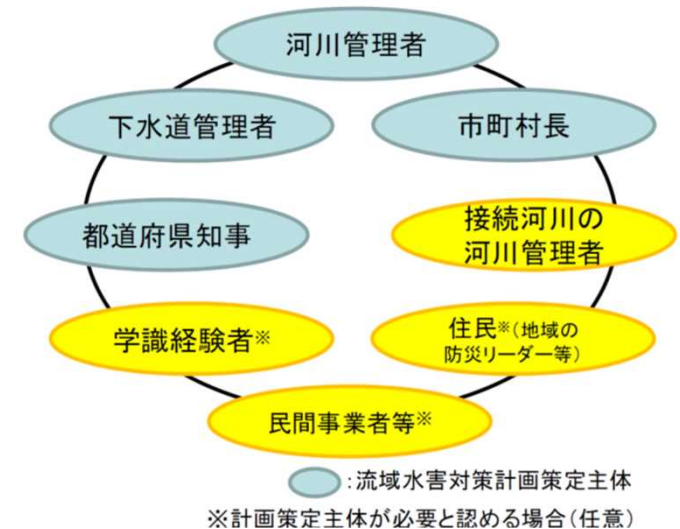 河川管理者
下水道管理者
市町村長
都道府県知事
接続河川の
河川管理者
学識経験者※
住民※(地域の
防災リーダー等)
民間事業者等※
:流域水害対策計画策定主体
※計画策定主体が必要と認める場合(任意)